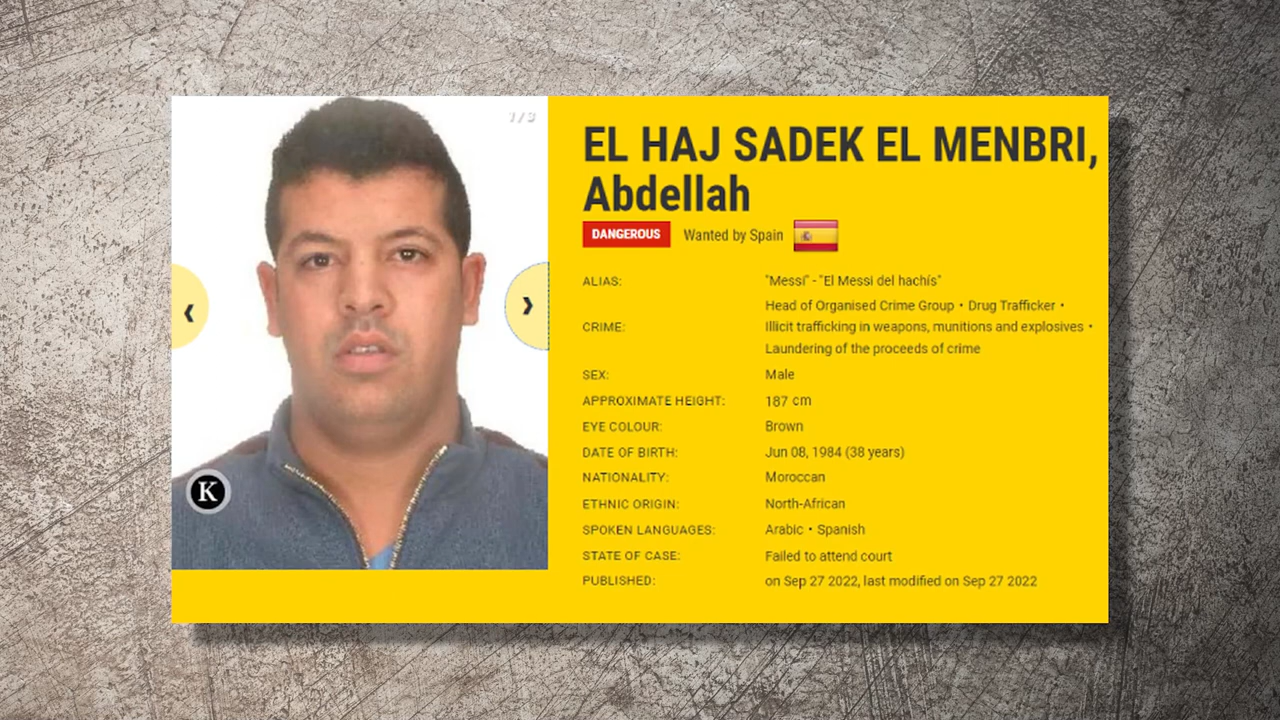 1/3
EL HAJ SADEK EL MENBRI,
Abdellah
DANGEROUS Wanted by Spain
ALIAS: "Messi" - "El Messi del hachís"
Head of Organised Crime Group • Drug Trafficker •
CRIME: Illicit trafficking in weapons, munitions and explosives •
Laundering of the proceeds of crime
SEX: Male
APPROXIMATE HEIGHT: 187 cm
EYE COLOUR: Brown
DATE OF BIRTH: Jun 08, 1984 (38 years)
NATIONALITY: Moroccan
ETHNIC ORIGIN: North-African
SPOKEN LANGUAGES: Arabic • Spanish
STATE OF CASE: Failed to attend court
PUBLISHED: on Sep 27 2022, last modified on Sep 27 2022
K